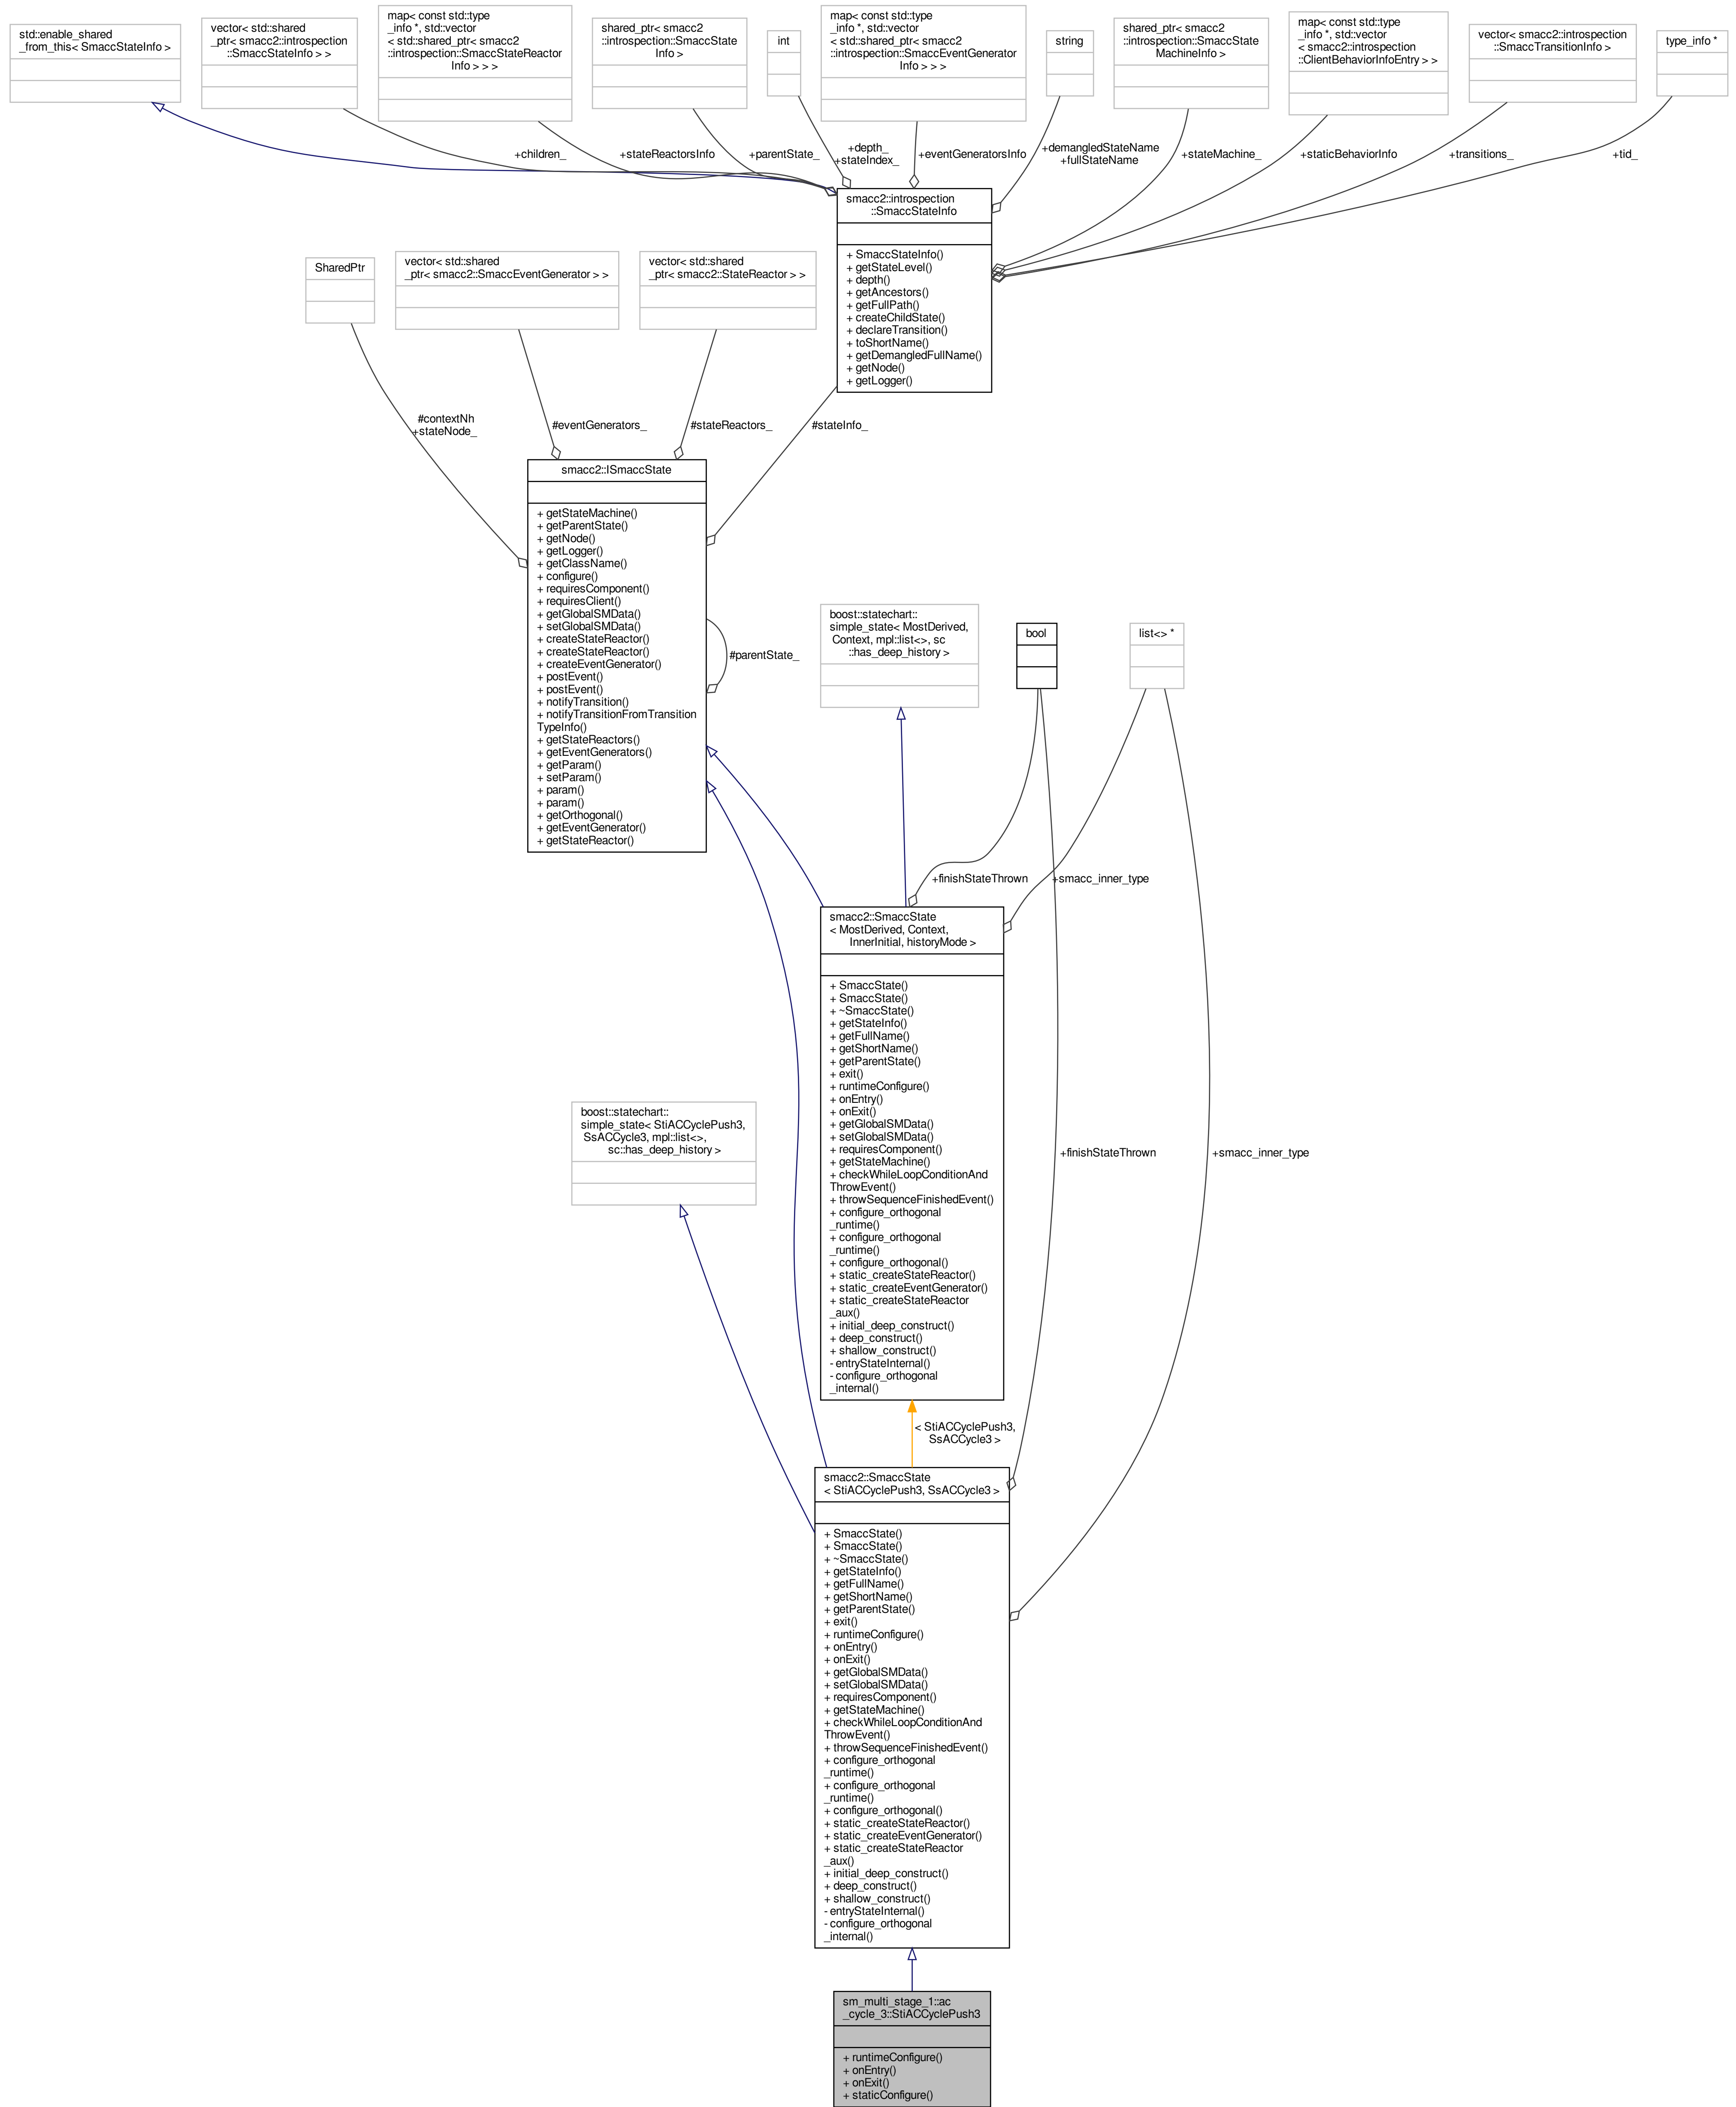 std::enable_shared
_from_this< SmaccStateInfo >
vector< std::shared
_ptr< smacc2::introspection
::SmaccStateInfo > >
map< const std::type
_info *, std::vector
< std::shared_ptr< smacc2
::introspection::SmaccStateReactor
Info > > >
shared_ptr< smacc2
::introspection::SmaccState
Info >
int
map< const std::type
_info *, std::vector
< std::shared_ptr< smacc2
::introspection::SmaccEventGenerator
Info > > >
string
shared_ptr< smacc2
::introspection::SmaccState
MachineInfo >
map< const std::type
_info *, std::vector
< smacc2::introspection
::ClientBehaviorInfoEntry > >
vector< smacc2::introspection
::SmaccTransitionInfo >
type_info *
+children_
+stateReactorsInfo
+parentState_
+depth_
+stateIndex_
+eventGeneratorsInfo
+demangledStateName
+fullStateName
+stateMachine_
+staticBehaviorInfo
+transitions_
+tid_
smacc2::introspection
::SmaccStateInfo
+ SmaccStateInfo()
+ getStateLevel()
+ depth()
+ getAncestors()
+ getFullPath()
+ createChildState()
+ declareTransition()
+ toShortName()
+ getDemangledFullName()
+ getNode()
+ getLogger()
SharedPtr
vector< std::shared
_ptr< smacc2::SmaccEventGenerator > >
vector< std::shared
_ptr< smacc2::StateReactor > >
#contextNh
+stateNode_
#eventGenerators_
#stateReactors_
#stateInfo_
smacc2::ISmaccState
+ getStateMachine()
+ getParentState()
+ getNode()
+ getLogger()
+ getClassName()
+ configure()
+ requiresComponent()
+ requiresClient()
+ getGlobalSMData()
+ setGlobalSMData()
+ createStateReactor()
+ createStateReactor()
+ createEventGenerator()
+ postEvent()
+ postEvent()
+ notifyTransition()
+ notifyTransitionFromTransition
TypeInfo()
+ getStateReactors()
+ getEventGenerators()
+ getParam()
+ setParam()
+ param()
+ param()
+ getOrthogonal()
+ getEventGenerator()
+ getStateReactor()
#parentState_
boost::statechart::
simple_state< MostDerived,
Context, mpl::list<>, sc
::has_deep_history >
bool
list<> *
+finishStateThrown
+smacc_inner_type
smacc2::SmaccState
< MostDerived, Context,
InnerInitial, historyMode >
+ SmaccState()
+ SmaccState()
+ ~SmaccState()
+ getStateInfo()
+ getFullName()
+ getShortName()
+ getParentState()
+ exit()
+ runtimeConfigure()
+ onEntry()
+ onExit()
+ getGlobalSMData()
+ setGlobalSMData()
+ requiresComponent()
+ getStateMachine()
+ checkWhileLoopConditionAnd
ThrowEvent()
+ throwSequenceFinishedEvent()
+ configure_orthogonal
_runtime()
+ configure_orthogonal
_runtime()
+ configure_orthogonal()
+ static_createStateReactor()
+ static_createEventGenerator()
+ static_createStateReactor
_aux()
+ initial_deep_construct()
+ deep_construct()
+ shallow_construct()
- entryStateInternal()
- configure_orthogonal
_internal()
boost::statechart::
simple_state< StiACCyclePush3,
SsACCycle3, mpl::list<>,
sc::has_deep_history >
+finishStateThrown
+smacc_inner_type
< StiACCyclePush3,
SsACCycle3 >
smacc2::SmaccState
< StiACCyclePush3, SsACCycle3 >
+ SmaccState()
+ SmaccState()
+ ~SmaccState()
+ getStateInfo()
+ getFullName()
+ getShortName()
+ getParentState()
+ exit()
+ runtimeConfigure()
+ onEntry()
+ onExit()
+ getGlobalSMData()
+ setGlobalSMData()
+ requiresComponent()
+ getStateMachine()
+ checkWhileLoopConditionAnd
ThrowEvent()
+ throwSequenceFinishedEvent()
+ configure_orthogonal
_runtime()
+ configure_orthogonal
_runtime()
+ configure_orthogonal()
+ static_createStateReactor()
+ static_createEventGenerator()
+ static_createStateReactor
_aux()
+ initial_deep_construct()
+ deep_construct()
+ shallow_construct()
- entryStateInternal()
- configure_orthogonal
_internal()
sm_multi_stage_1::ac
_cycle_3::StiACCyclePush3
+ runtimeConfigure()
+ onEntry()
+ onExit()
+ staticConfigure()